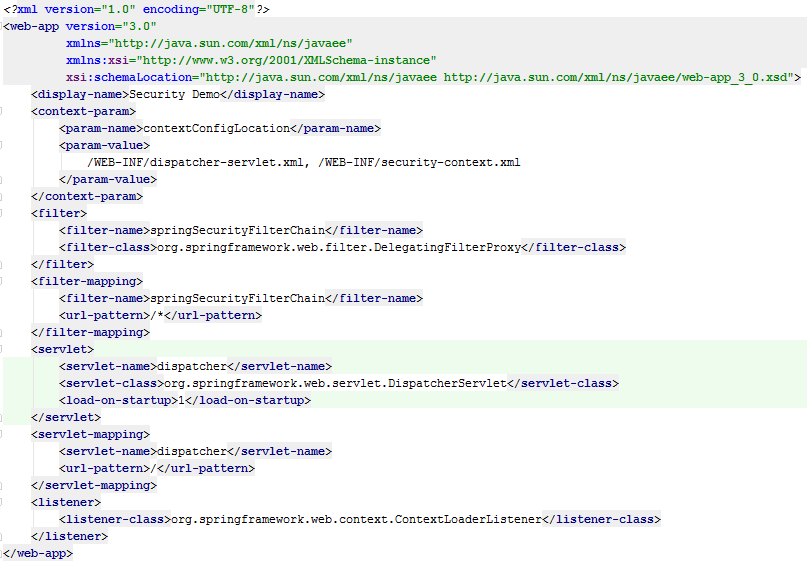 <?xml version="1.0" encoding="UTF-8"?>
<web-app version="3.0"
         xmlns="http://java.sun.com/xml/ns/javaee"
         xmlns:xsi="http://www.w3.org/2001/XMLSchema-instance"
         xsi:schemaLocation="http://java.sun.com/xml/ns/javaee http://java.sun.com/xml/ns/javaee/web-app_3_0.xsd">
    <display-name>Security Demo</display-name>
    <context-param>
        <param-name>contextConfigLocation</param-name>
        <param-value>
            /WEB-INF/dispatcher-servlet.xml, /WEB-INF/security-context.xml
        </param-value>
    </context-param>
    <filter>
        <filter-name>springSecurityFilterChain</filter-name>
        <filter-class>org.springframework.web.filter.DelegatingFilterProxy</filter-class>
    </filter>
    <filter-mapping>
        <filter-name>springSecurityFilterChain</filter-name>
        <url-pattern>/*</url-pattern>
    </filter-mapping>
    <servlet>
        <servlet-name>dispatcher</servlet-name>
        <servlet-class>org.springframework.web.servlet.DispatcherServlet</servlet-class>
        <load-on-startup>1</load-on-startup>
    </servlet>
    <servlet-mapping>
        <servlet-name>dispatcher</servlet-name>
        <url-pattern>/</url-pattern>
    </servlet-mapping>
    <listener>
        <listener-class>org.springframework.web.context.ContextLoaderListener</listener-class>
    </listener>
</web-app>